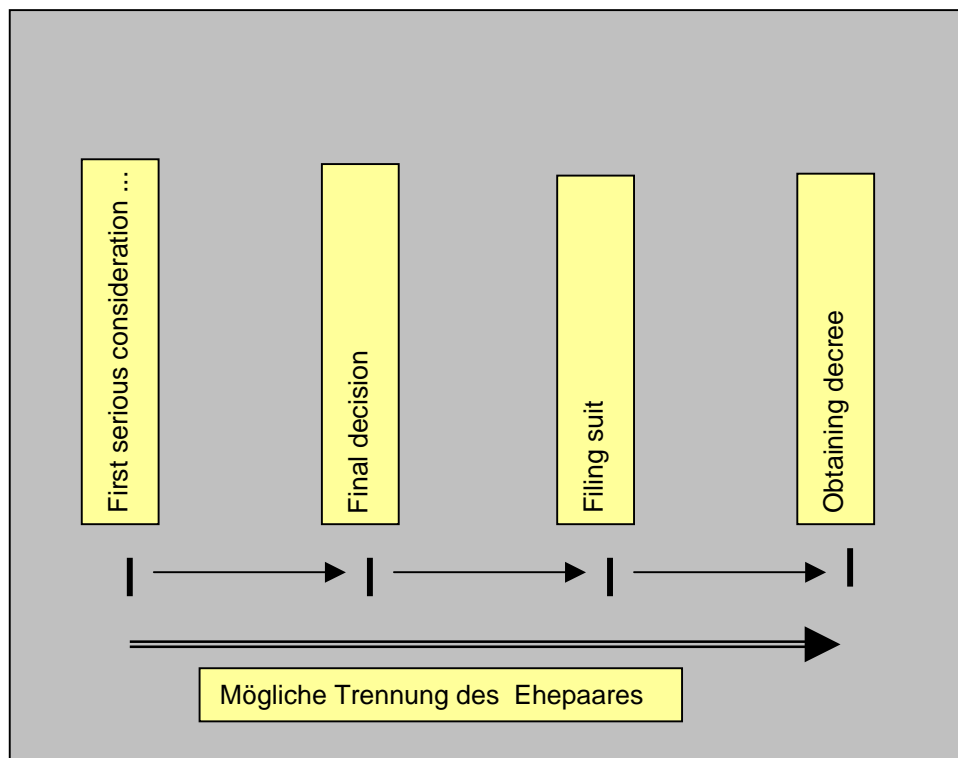 First serious consideration ...
Final decision
Filing suit
Obtaining decree
Mögliche Trennung des Ehepaares